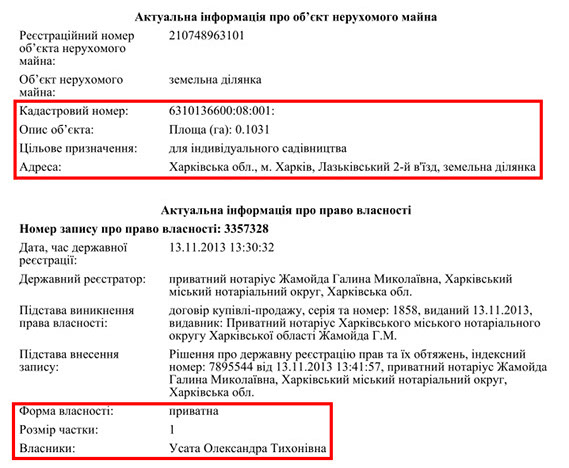 Актуальна інформація про об’єкт нерухомого майна
Реєстраційний номер 210748963101
об’єкта нерухомого
майна:
Об’єкт нерухомого земельна ділянка
майна:
Кадастровий номер: 6310136600:08:001:
Опис об’єкта: Площа (га): 0.1031
Цільове призначення: для індивідуального садівництва
Адреса: Харківська обл., м. Харків, Лазьківський 2-й в'їзд, земельна ділянка
Актуальна інформація про право власності
Номер запису про право власності: 3357328
Дата, час державної 13.11.2013 13:30:32
реєстрації:
Державний реєстратор: приватний нотаріус Жамойда Галина Миколаївна, Харківський
міський нотаріальний округ, Харківська обл.
Підстава виникнення договір купівлі-продажу, серія та номер: 1858, виданий 13.11.2013,
права власності: видавник: Приватний нотаріус Харківського міського нотаріального
округу Харківської області Жамойда Г.М.
Підстава внесення Рішення про державну реєстрацію прав та їх обтяжень, індексний
запису: номер: 7895544 від 13.11.2013 13:41:57, приватний нотаріус Жамойда
Галина Миколаївна, Харківський міський нотаріальний округ,
Харківська обл.
Форма власності: приватна
Розмір частки: 1
Власники: Усата Олександра Тихонівна